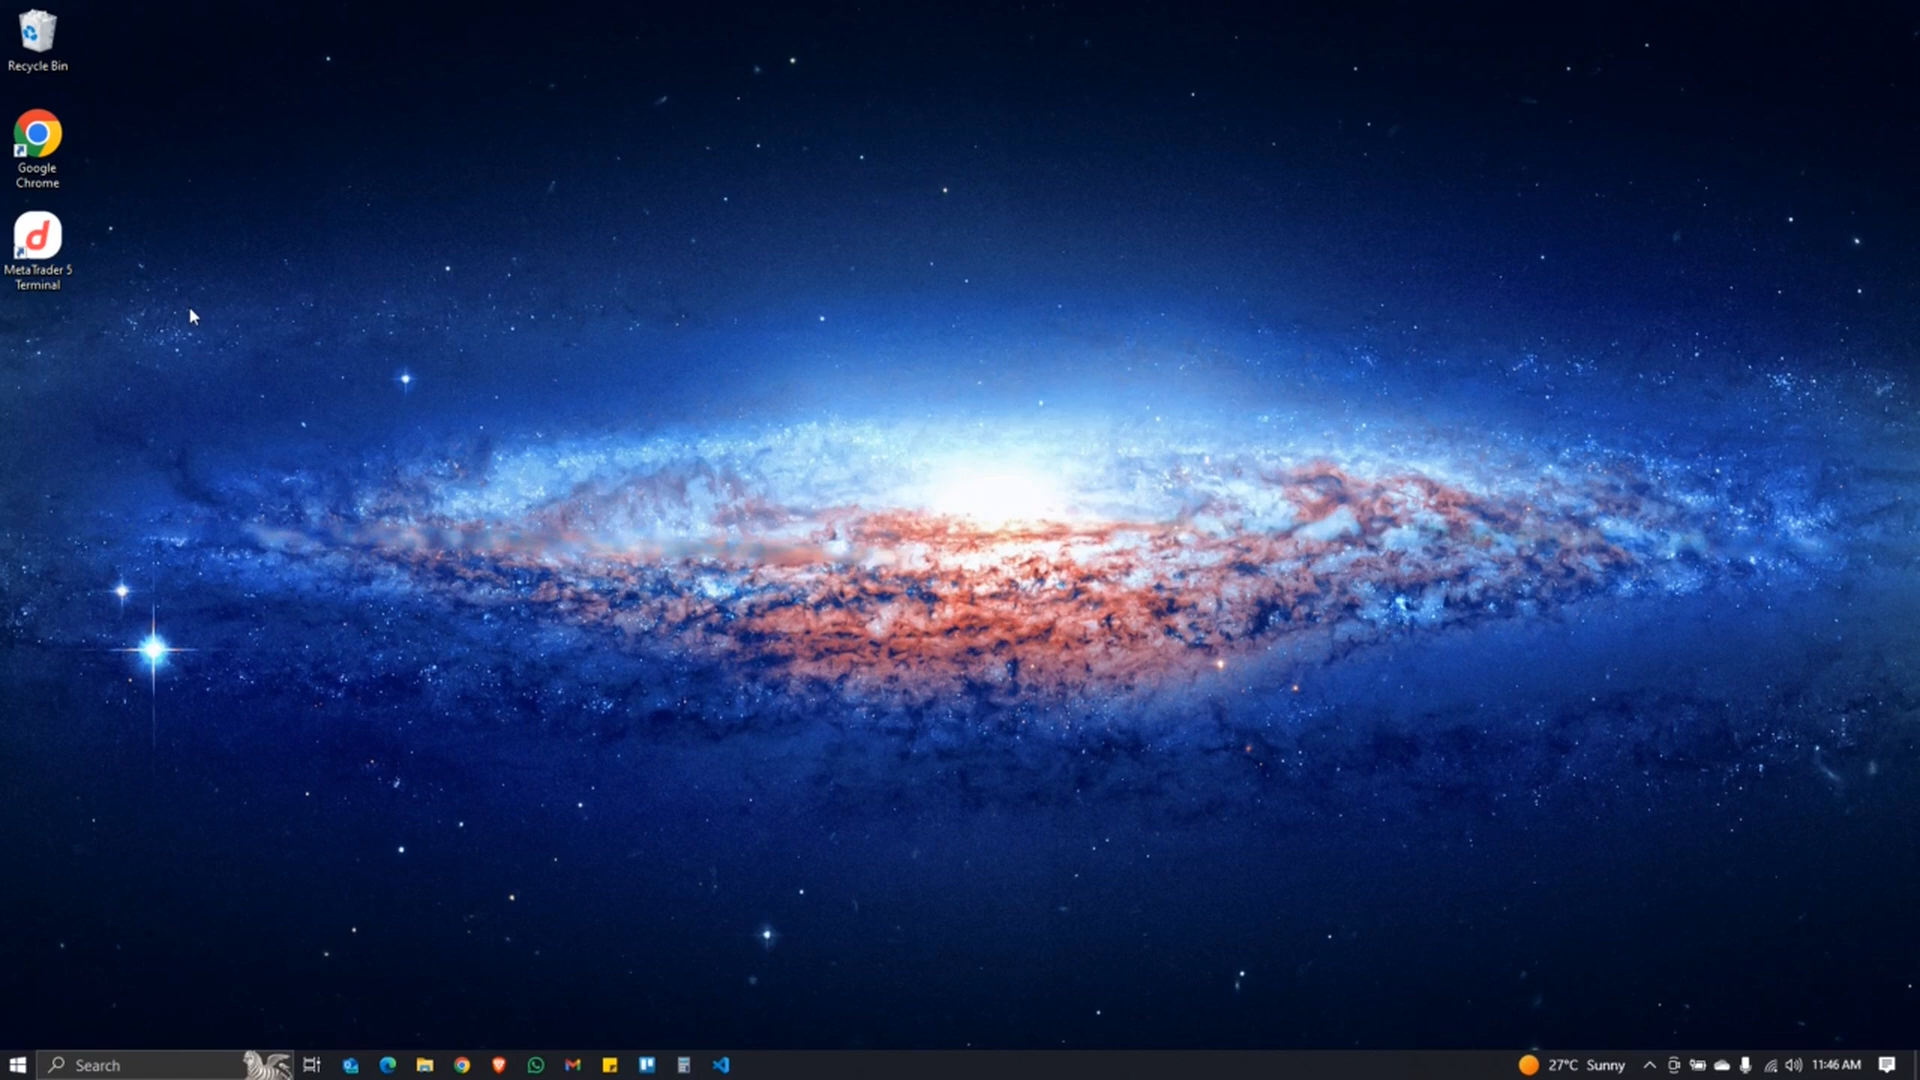 Recycle Bin
Google
Chrome
MetaTrader 5
Terminal
Search
27°C Sunny
11:46 AM